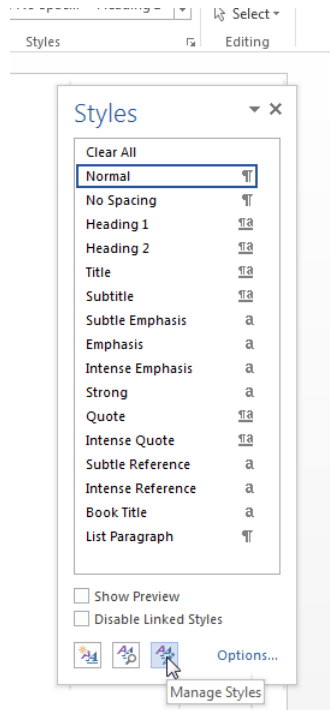 Select
Styles
Editing
Styles
Clear All
Normal ¶
No Spacing ¶
Heading 1 ¶a
Heading 2 ¶a
Title ¶a
Subtitle ¶a
Subtle Emphasis a
Emphasis a
Intense Emphasis a
Strong a
Quote ¶a
Intense Quote ¶a
Subtle Reference a
Intense Reference a
Book Title a
List Paragraph ¶
Show Preview
Disable Linked Styles
Options...
Manage Styles